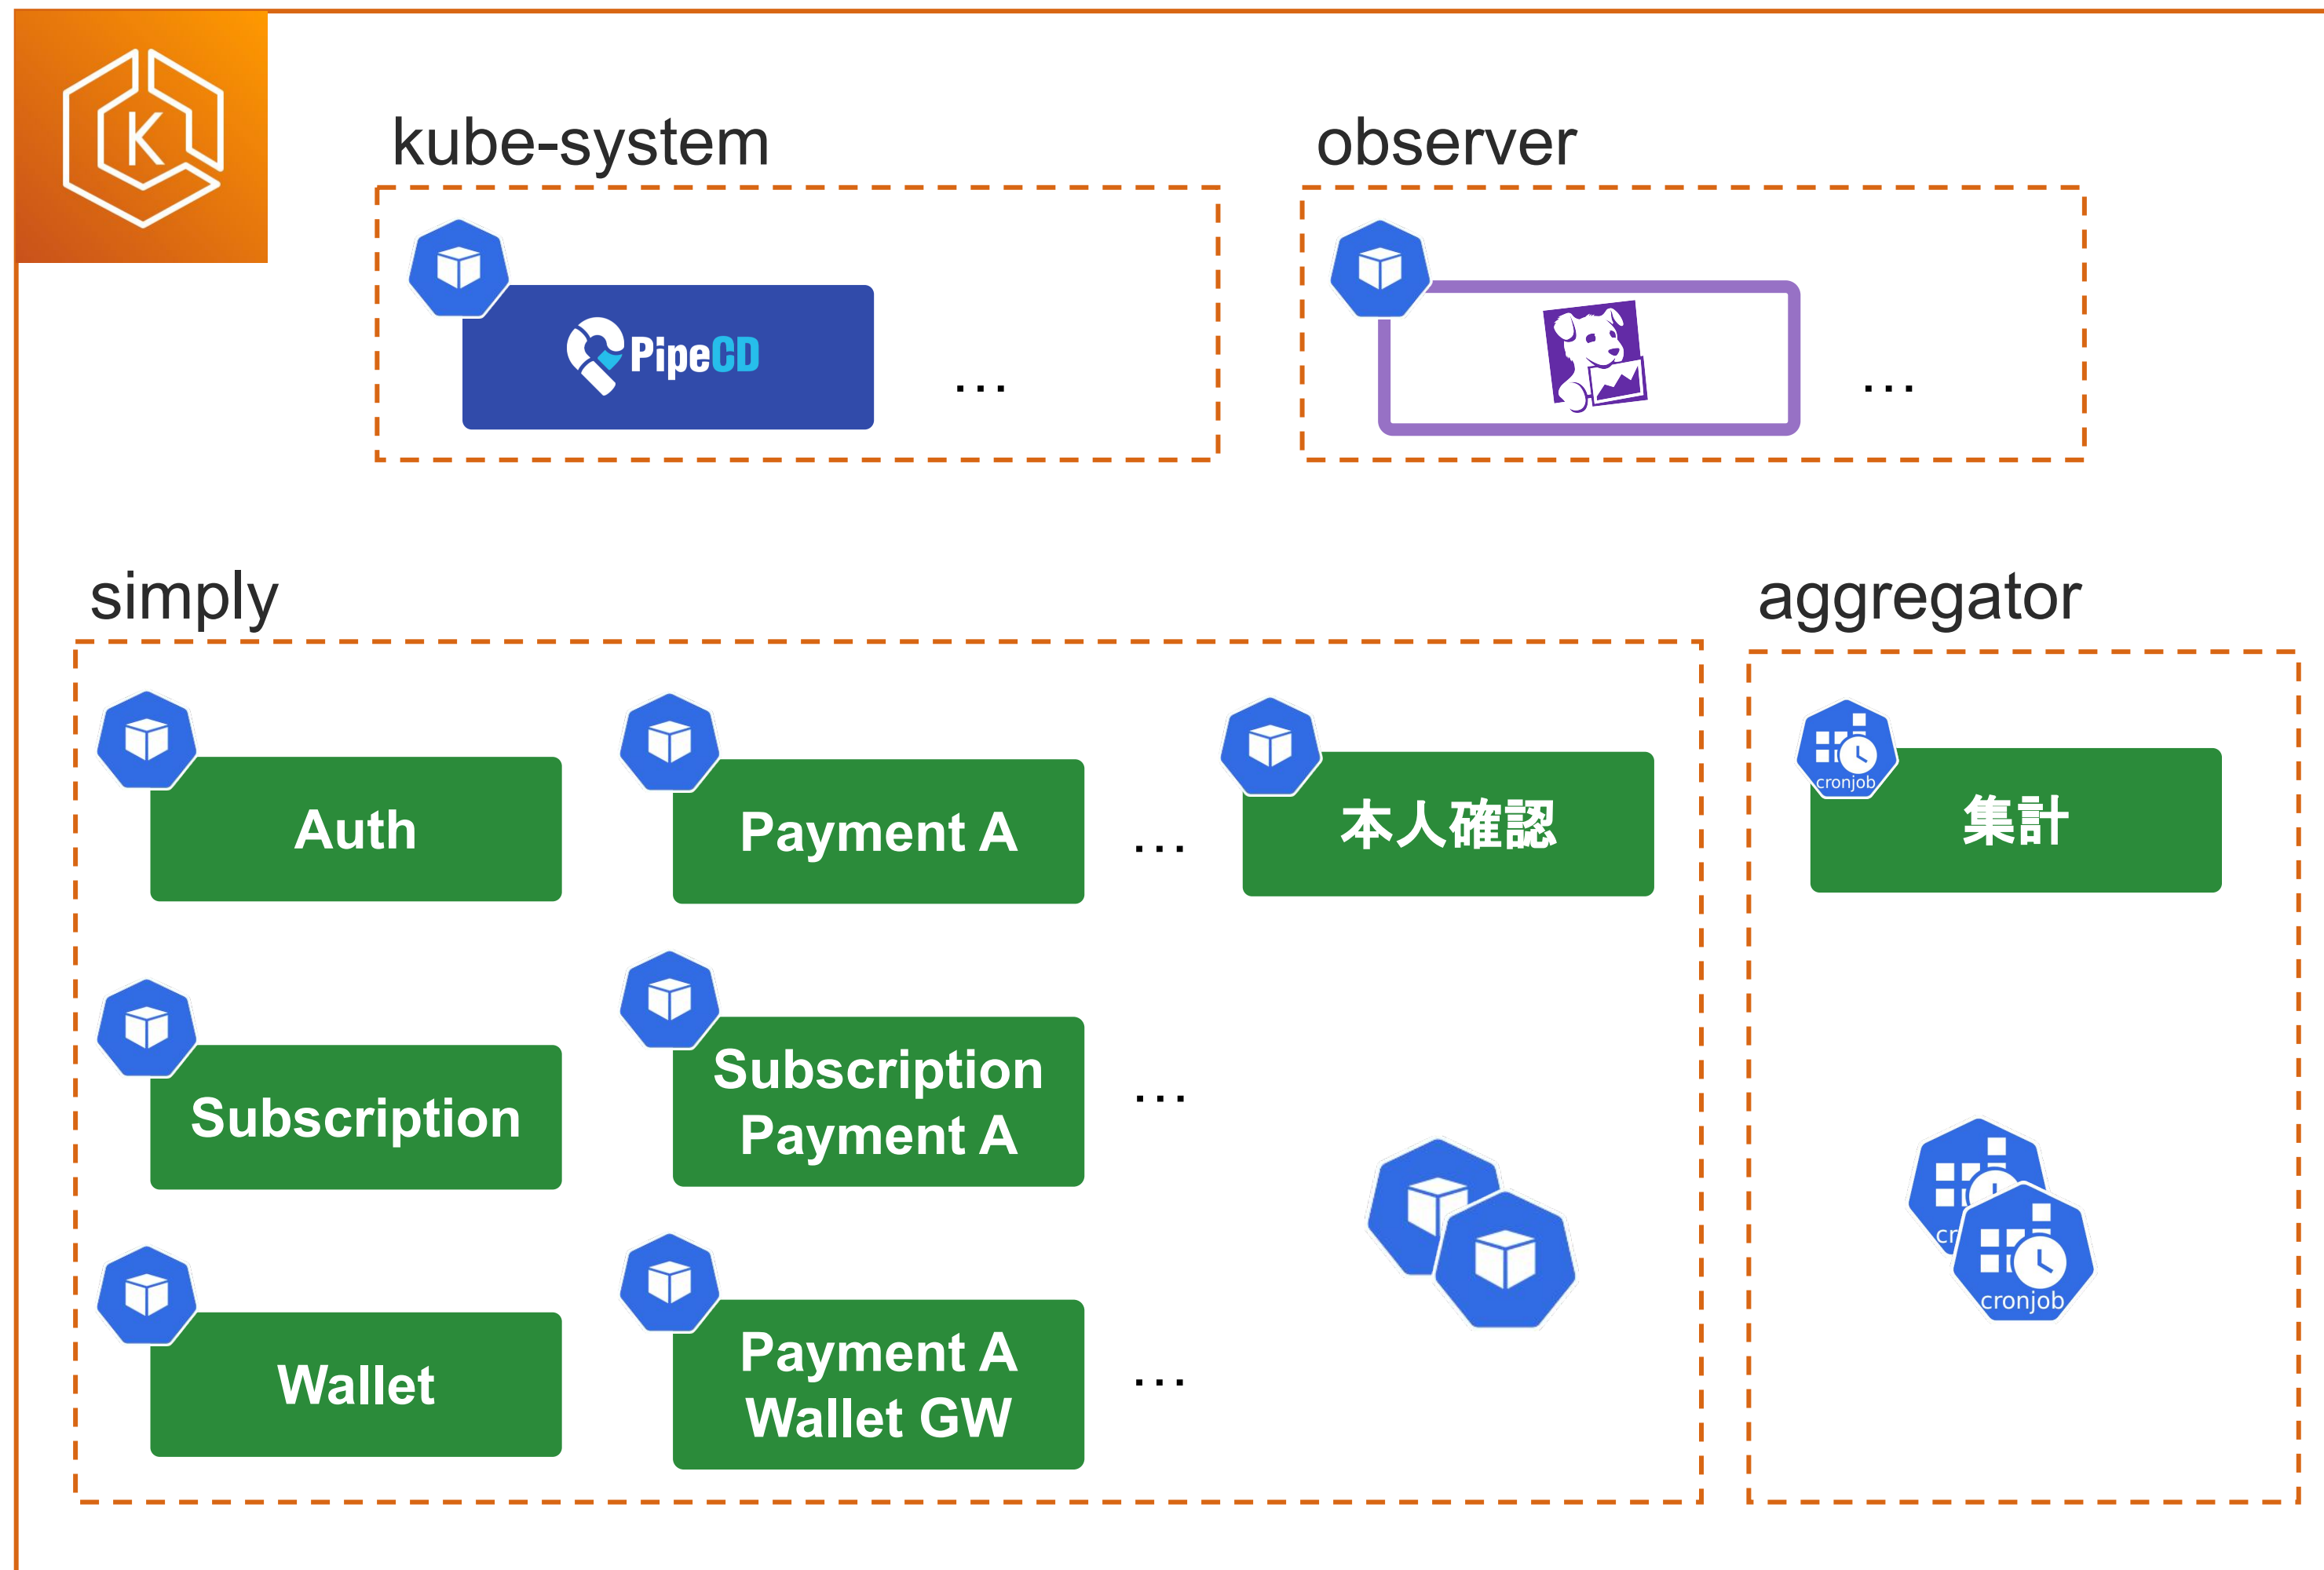 K
kube-system
observer
PipeCD
...
...
simply
aggregator
Auth
Payment A
...
本人確認
cronjob
集計
Subscription
Subscription
Payment A
...
Wallet
Payment A
Wallet GW
...
cr
cronjob